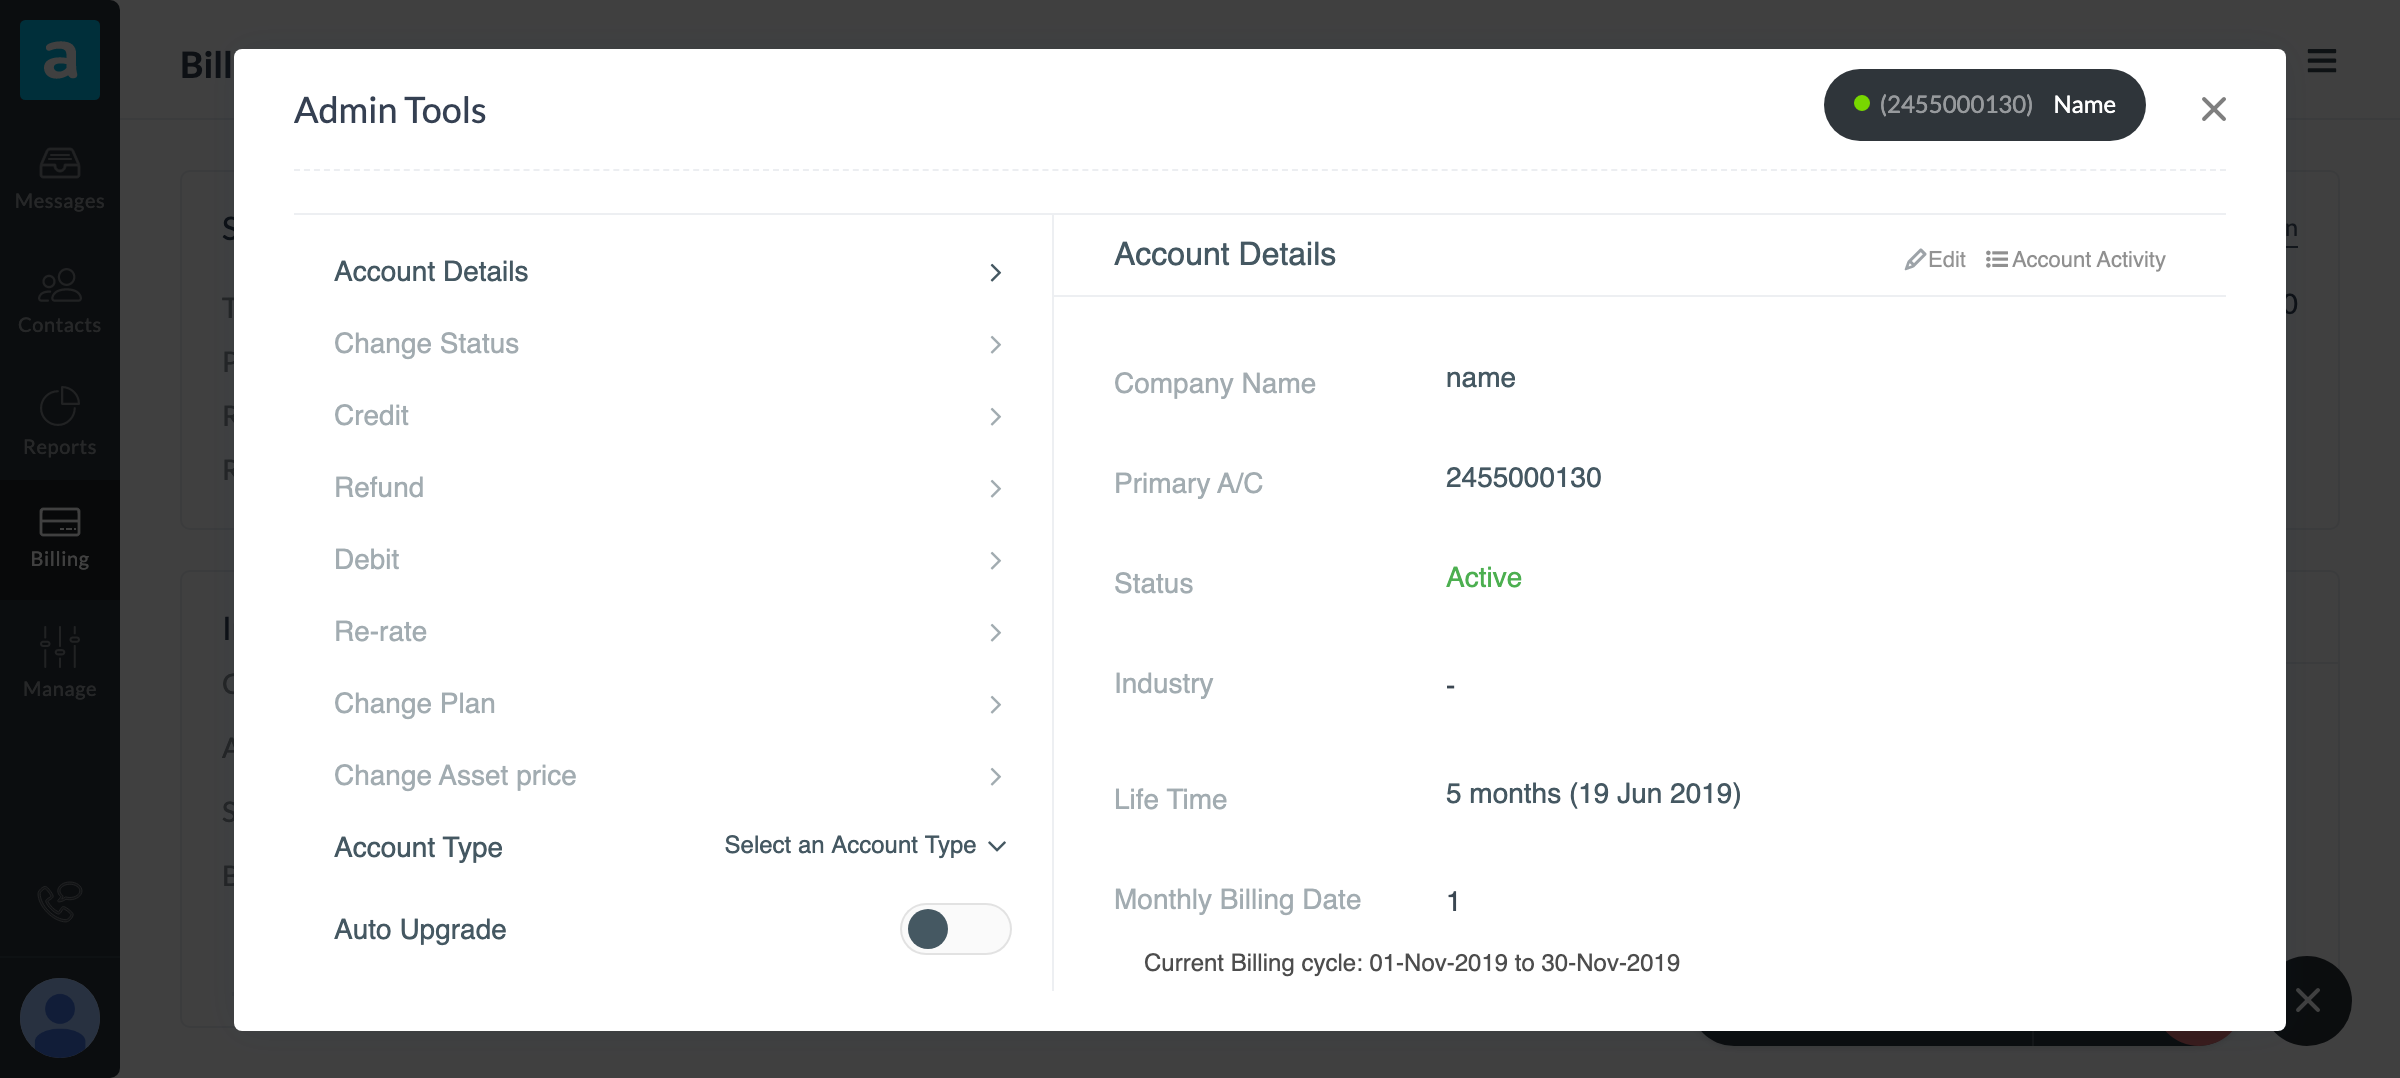 a
Messages
Contacts
Reports
Billing
Manage
Bill
Admin Tools
(2455000130) Name
Account Details
Change Status
Credit
Refund
Debit
Re-rate
Change Plan
Change Asset price
Account Type
Select an Account Type
Auto Upgrade
Account Details
Edit
Account Activity
Company Name
name
Primary A/C
2455000130
Status
Active
Industry
-
Life Time
5 months (19 Jun 2019)
Monthly Billing Date
1
Current Billing cycle: 01-Nov-2019 to 30-Nov-2019